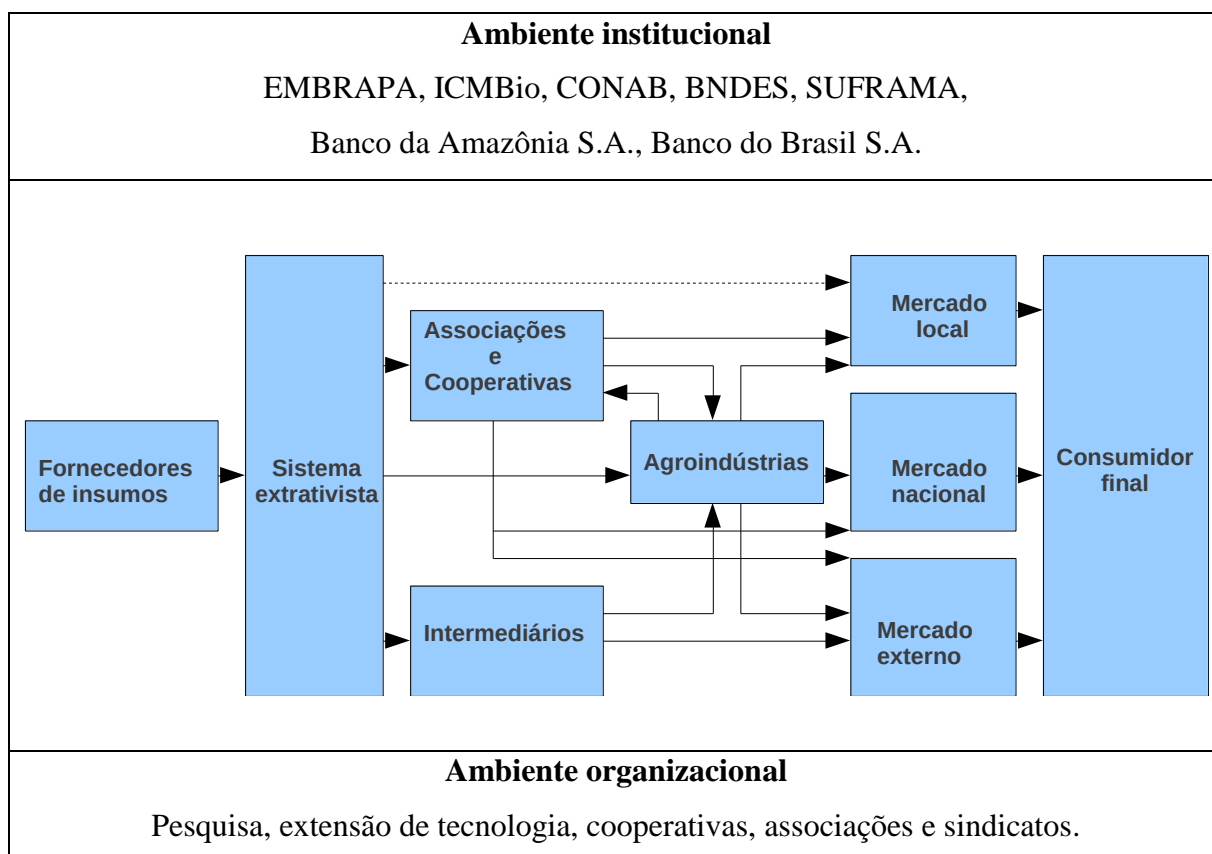 Ambiente institucional
EMBRAPA, ICMBio, CONAB, BNDES, SUFRAMA,
Banco da Amazônia S.A., Banco do Brasil S.A.
Fornecedores
de insumos
Sistema
extrativista
Associações
e
Cooperativas
Intermediários
Agroindústrias
Mercado
local
Mercado
nacional
Mercado
externo
Consumidor
final
Ambiente organizacional
Pesquisa, extensão de tecnologia, cooperativas, associações e sindicatos.